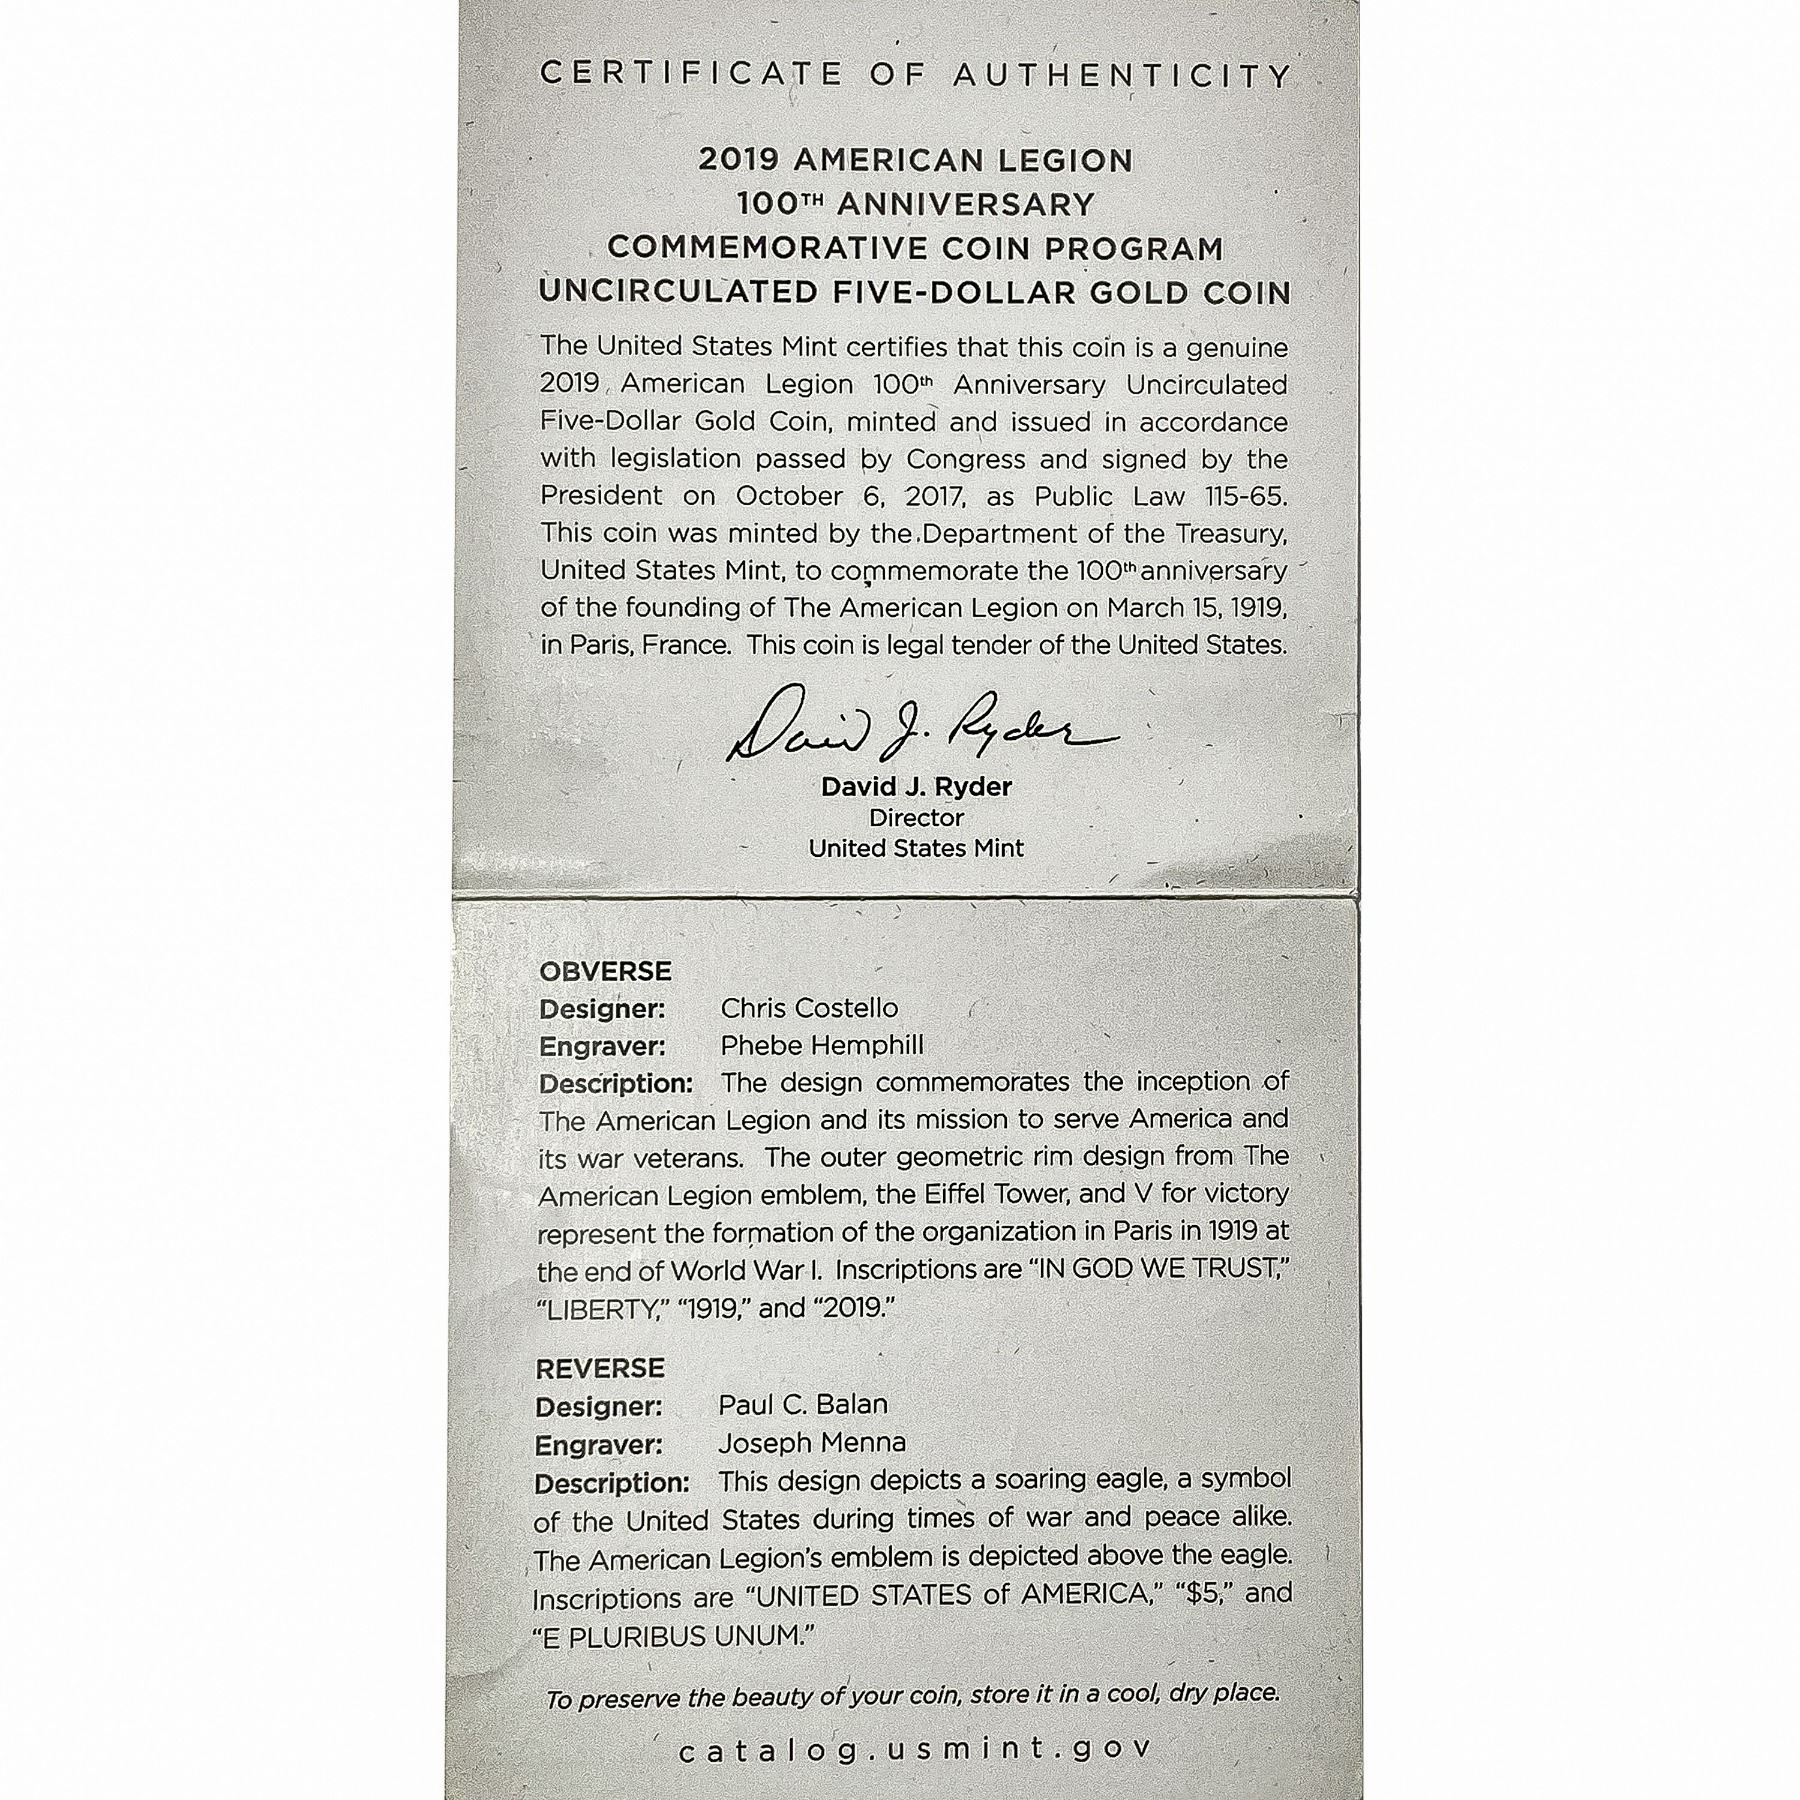 CERTIFICATE OF AUTHENTICITY
2019 AMERICAN LEGION
100TH ANNIVERSARY
COMMEMORATIVE COIN PROGRAM
UNCIRCULATED FIVE-DOLLAR GOLD COIN
The United States Mint certifies that this coin is a genuine
2019 American Legion 100th Anniversary Uncirculated
Five-Dollar Gold Coin, minted and issued in accordance
with legislation passed by Congress and signed by the
President on October 6, 2017, as Public Law 115-65.
This coin was minted by the Department of the Treasury,
United States Mint, to commemorate the 100th anniversary
of the founding of The American Legion on March 15, 1919,
in Paris, France. This coin is legal tender of the United States.
David J. Ryder
David J. Ryder
Director
United States Mint
OBVERSE
Designer: Chris Costello
Engraver: Phebe Hemphill
Description: The design commemorates the inception of
The American Legion and its mission to serve America and
its war veterans. The outer geometric rim design from The
American Legion emblem, the Eiffel Tower, and V for victory
represent the formation of the organization in Paris in 1919 at
the end of World War I. Inscriptions are “IN GOD WE TRUST,”
“LIBERTY,” “1919,” and “2019.”
REVERSE
Designer: Paul C. Balan
Engraver: Joseph Menna
Description: This design depicts a soaring eagle, a symbol
of the United States during times of war and peace alike.
The American Legion’s emblem is depicted above the eagle.
Inscriptions are “UNITED STATES of AMERICA,” “$5,” and
“E PLURIBUS UNUM.”
To preserve the beauty of your coin, store it in a cool, dry place.
catalog.usmint.gov